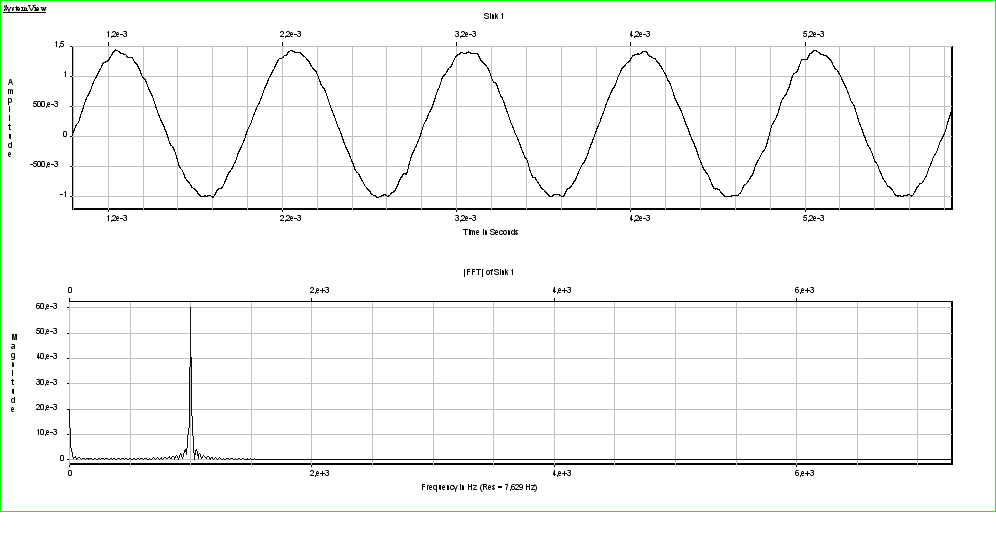 SystemView
Sink 1
1,2e-3 2,2e-3 3,2e-3 4,2e-3 5,2e-3
1,5
1
500,e-3
0
-500,e-3
-1
Amplitude
1,2e-3 2,2e-3 3,2e-3 4,2e-3 5,2e-3
Time in Seconds
|FFT| of Sink 1
0 2,e+3 4,e+3 6,e+3
60,e-3
50,e-3
40,e-3
30,e-3
20,e-3
10,e-3
0
Magnitude
0 2,e+3 4,e+3 6,e+3
Frequency in Hz (Res = 7,629 Hz)